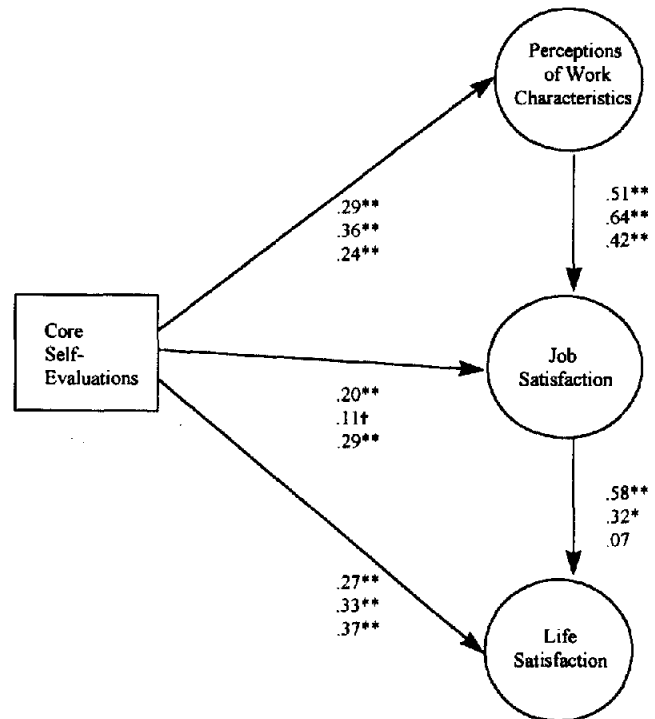 Perceptions
of Work
Characteristics
.29**
.36**
.24**
.51**
.64**
.42**
Core
Self-
Evaluations
Job
Satisfaction
.20**
.11†
.29**
.58**
.32*
.07
.27**
.33**
.37**
Life
Satisfaction